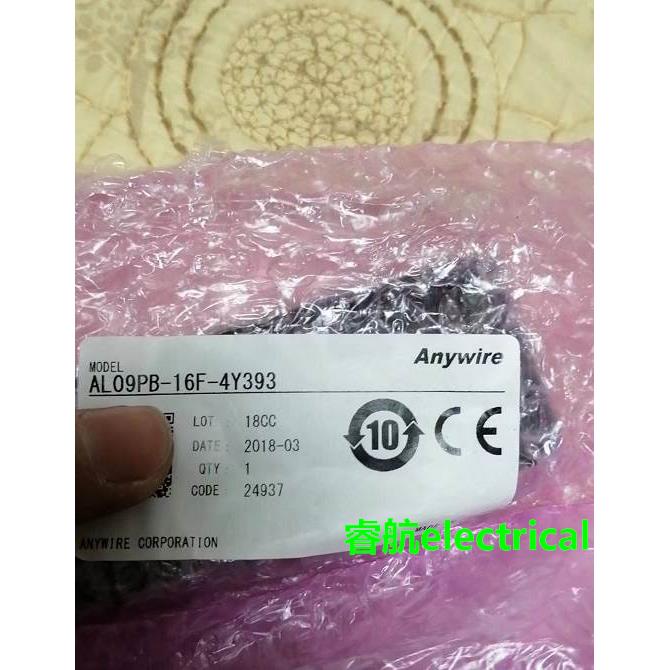 Anywire
MODEL
AL09PB-16F-4Y393
LOT : 18CC
DATE : 2018-03
QTY : 1
CODE : 24937
10
CE
ANYWIRE CORPORATION
睿航electrical